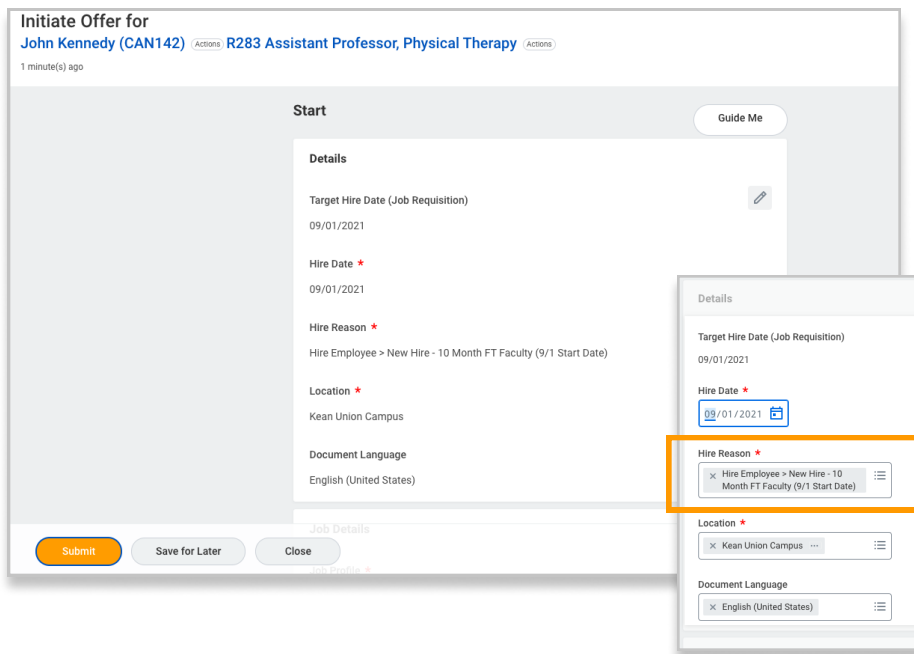 Initiate Offer for
John Kennedy (CAN142) Actions R283 Assistant Professor, Physical Therapy Actions
1 minute(s) ago
Start
Guide Me
Details
Target Hire Date (Job Requisition)
09/01/2021
Hire Date *
09/01/2021
Hire Reason *
Hire Employee > New Hire - 10 Month FT Faculty (9/1 Start Date)
Location *
Kean Union Campus
Document Language
English (United States)
Job Details
Job Profile *
Submit
Save for Later
Close
Details
Target Hire Date (Job Requisition)
09/01/2021
Hire Date *
09/01/2021
Hire Reason *
× Hire Employee > New Hire - 10
Month FT Faculty (9/1 Start Date)
Location *
× Kean Union Campus ...
Document Language
× English (United States)